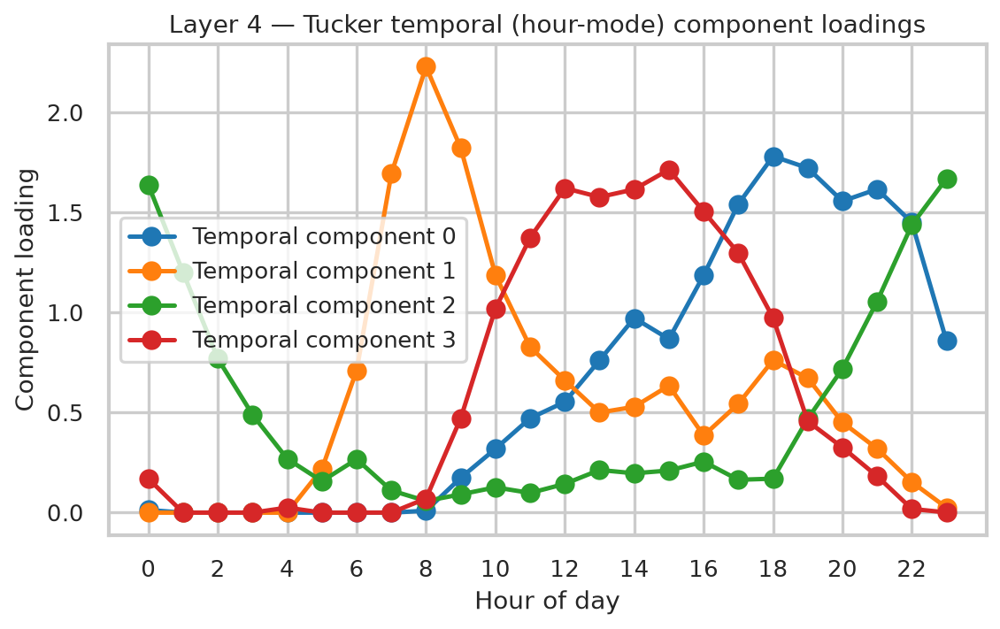 Layer 4 — Tucker temporal (hour-mode) component loadings
Component loading
2.0
1.5
1.0
0.5
0.0
Temporal component 0
Temporal component 1
Temporal component 2
Temporal component 3
0 2 4 6 8 10 12 14 16 18 20 22
Hour of day